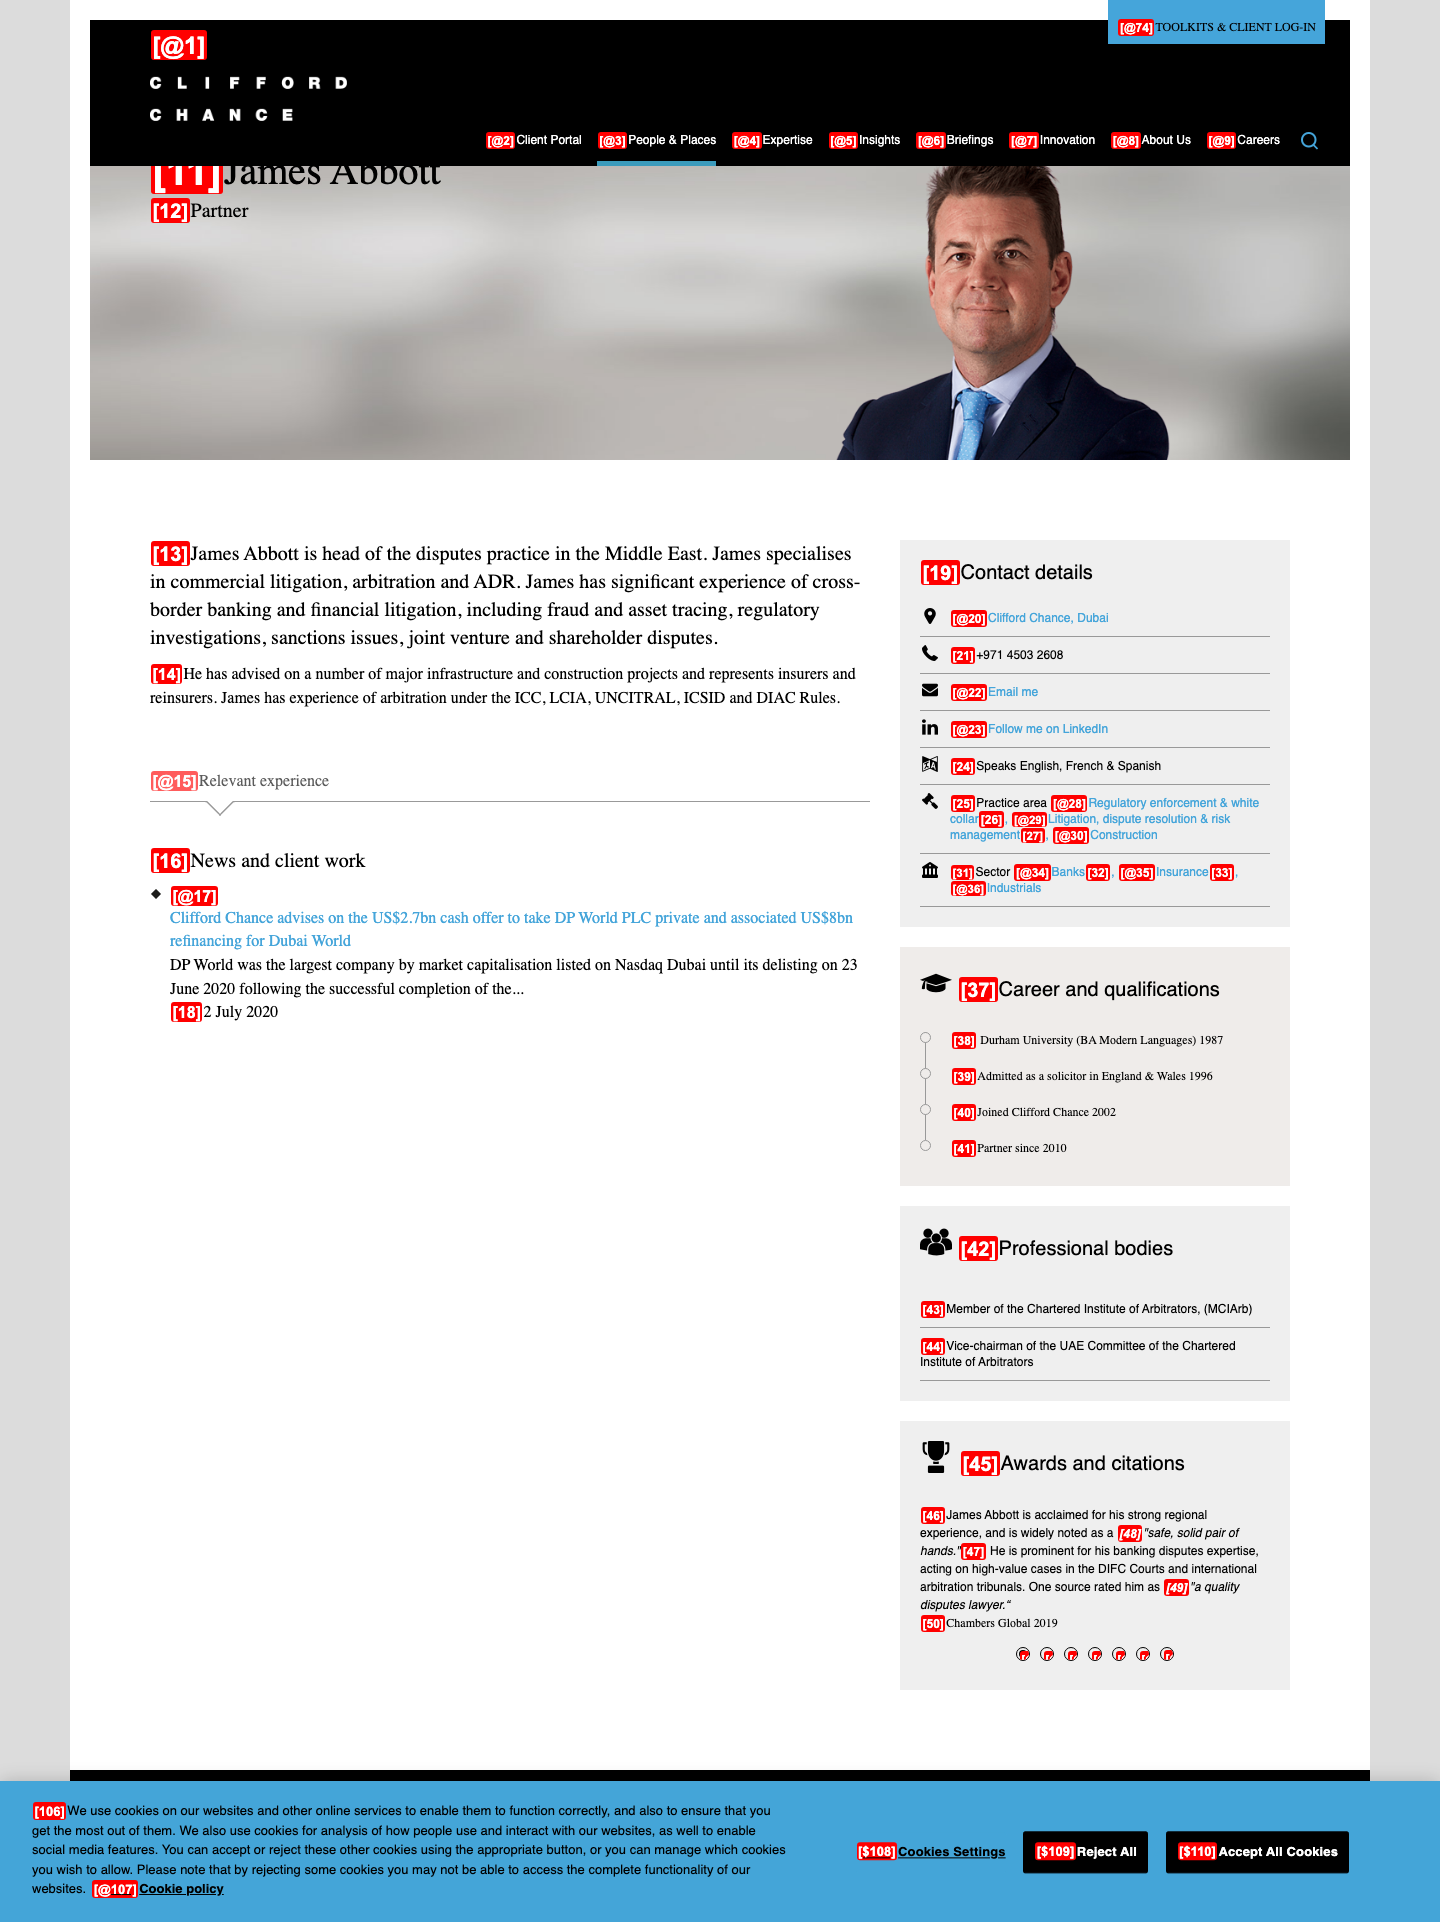 [@74]TOOLKITS & CLIENT LOG-IN
[@1]
CLIFFORD
CHANCE
[@2]Client Portal [@3]People & Places [@4]Expertise [@5]Insights [@6]Briefings [@7]Innovation [@8]About Us [@9]Careers
[11]James Abbott
[12]Partner
[13]James Abbott is head of the disputes practice in the Middle East. James specialises
in commercial litigation, arbitration and ADR. James has significant experience of cross-
border banking and financial litigation, including fraud and asset tracing, regulatory
investigations, sanctions issues, joint venture and shareholder disputes.
[14]He has advised on a number of major infrastructure and construction projects and represents insurers and
reinsurers. James has experience of arbitration under the ICC, LCIA, UNCITRAL, ICSID and DIAC Rules.
[@15]Relevant experience
[16]News and client work
[@17]
Clifford Chance advises on the US$2.7bn cash offer to take DP World PLC private and associated US$8bn
refinancing for Dubai World
DP World was the largest company by market capitalisation listed on Nasdaq Dubai until its delisting on 23
June 2020 following the successful completion of the...
[18]2 July 2020
[19]Contact details
[@20]Clifford Chance, Dubai
[21]+971 4503 2608
[@22]Email me
[@23]Follow me on LinkedIn
[24]Speaks English, French & Spanish
[25]Practice area [@28]Regulatory enforcement & white
collar[26], [@29]Litigation, dispute resolution & risk
management[27], [@30]Construction
[31]Sector [@34]Banks[32], [@35]Insurance[33],
[@36]Industrials
[37]Career and qualifications
[38] Durham University (BA Modern Languages) 1987
[39]Admitted as a solicitor in England & Wales 1996
[40]Joined Clifford Chance 2002
[41]Partner since 2010
[42]Professional bodies
[43]Member of the Chartered Institute of Arbitrators, (MCIArb)
[44]Vice-chairman of the UAE Committee of the Chartered
Institute of Arbitrators
[45]Awards and citations
[46]James Abbott is acclaimed for his strong regional
experience, and is widely noted as a [48]"safe, solid pair of
hands."[47] He is prominent for his banking disputes expertise,
acting on high-value cases in the DIFC Courts and international
arbitration tribunals. One source rated him as [49]"a quality
disputes lawyer.“
[50]Chambers Global 2019
[106]We use cookies on our websites and other online services to enable them to function correctly, and also to ensure that you
get the most out of them. We also use cookies for analysis of how people use and interact with our websites, as well to enable
social media features. You can accept or reject these other cookies using the appropriate button, or you can manage which cookies
you wish to allow. Please note that by rejecting some cookies you may not be able to access the complete functionality of our
websites. [@107]Cookie policy
[$108]Cookies Settings [$109]Reject All [$110]Accept All Cookies